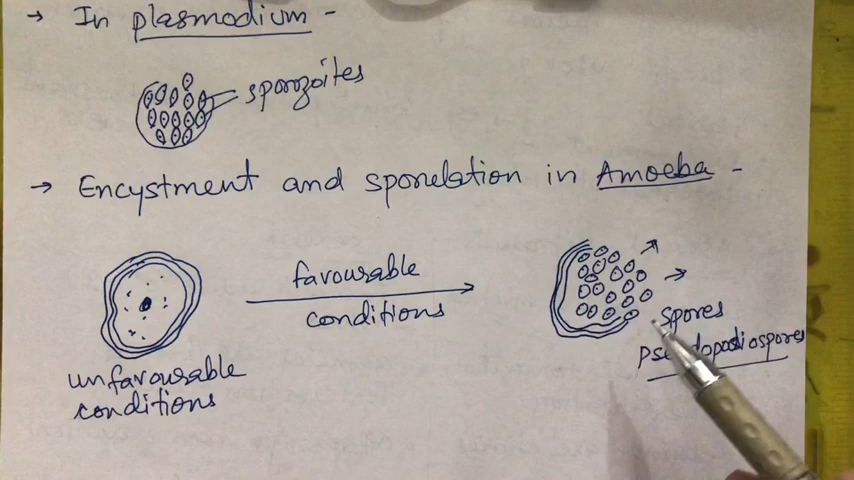 → In plasmodium -
sporozoites
→ Encystment and sporulation in Amoeba -
favourable
conditions
unfavourable
conditions
spores
pseudopodiospores